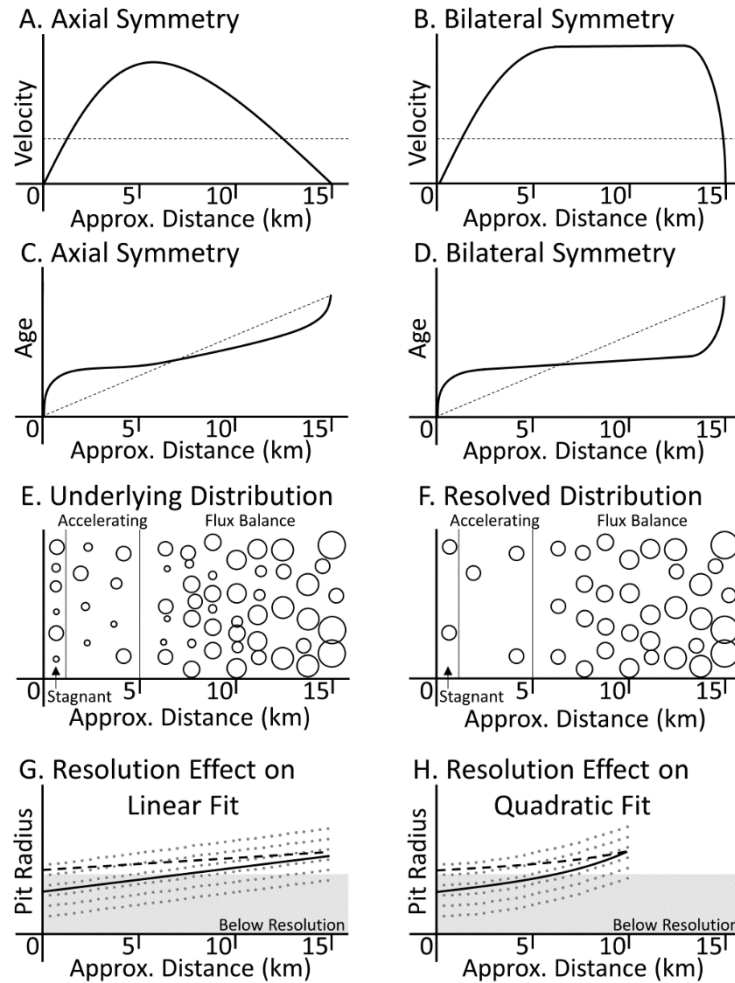 A. Axial Symmetry
Velocity
0 5 10 15
Approx. Distance (km)
B. Bilateral Symmetry
Velocity
0 5 10 15
Approx. Distance (km)
C. Axial Symmetry
Age
0 5 10 15
Approx. Distance (km)
D. Bilateral Symmetry
Age
0 5 10 15
Approx. Distance (km)
E. Underlying Distribution
Accelerating Flux Balance
0 Stagnant 5 10 15
Approx. Distance (km)
F. Resolved Distribution
Accelerating Flux Balance
0 Stagnant 5 10 15
Approx. Distance (km)
G. Resolution Effect on
Linear Fit
Pit Radius
Below Resolution
0 5 10 15
Approx. Distance (km)
H. Resolution Effect on
Quadratic Fit
Pit Radius
Below Resolution
0 5 10 15
Approx. Distance (km)